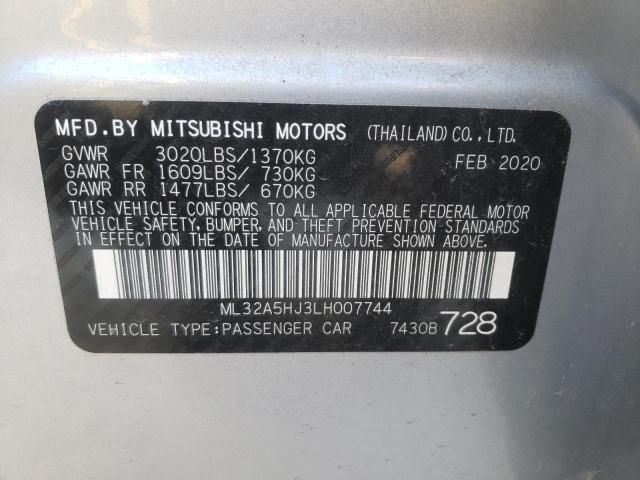 MFD.BY MITSUBISHI MOTORS (THAILAND) CO., LTD.
GVWR 3020LBS/1370KG FEB 2020
GAWR FR 1609LBS/ 730KG
GAWR RR 1477LBS/ 670KG
THIS VEHICLE CONFORMS TO ALL APPLICABLE FEDERAL MOTOR
VEHICLE SAFETY, BUMPER, AND THEFT PREVENTION STANDARDS
IN EFFECT ON THE DATE OF MANUFACTURE SHOWN ABOVE.
ML32A5HJ3LH007744
VEHICLE TYPE:PASSENGER CAR 7430B 728